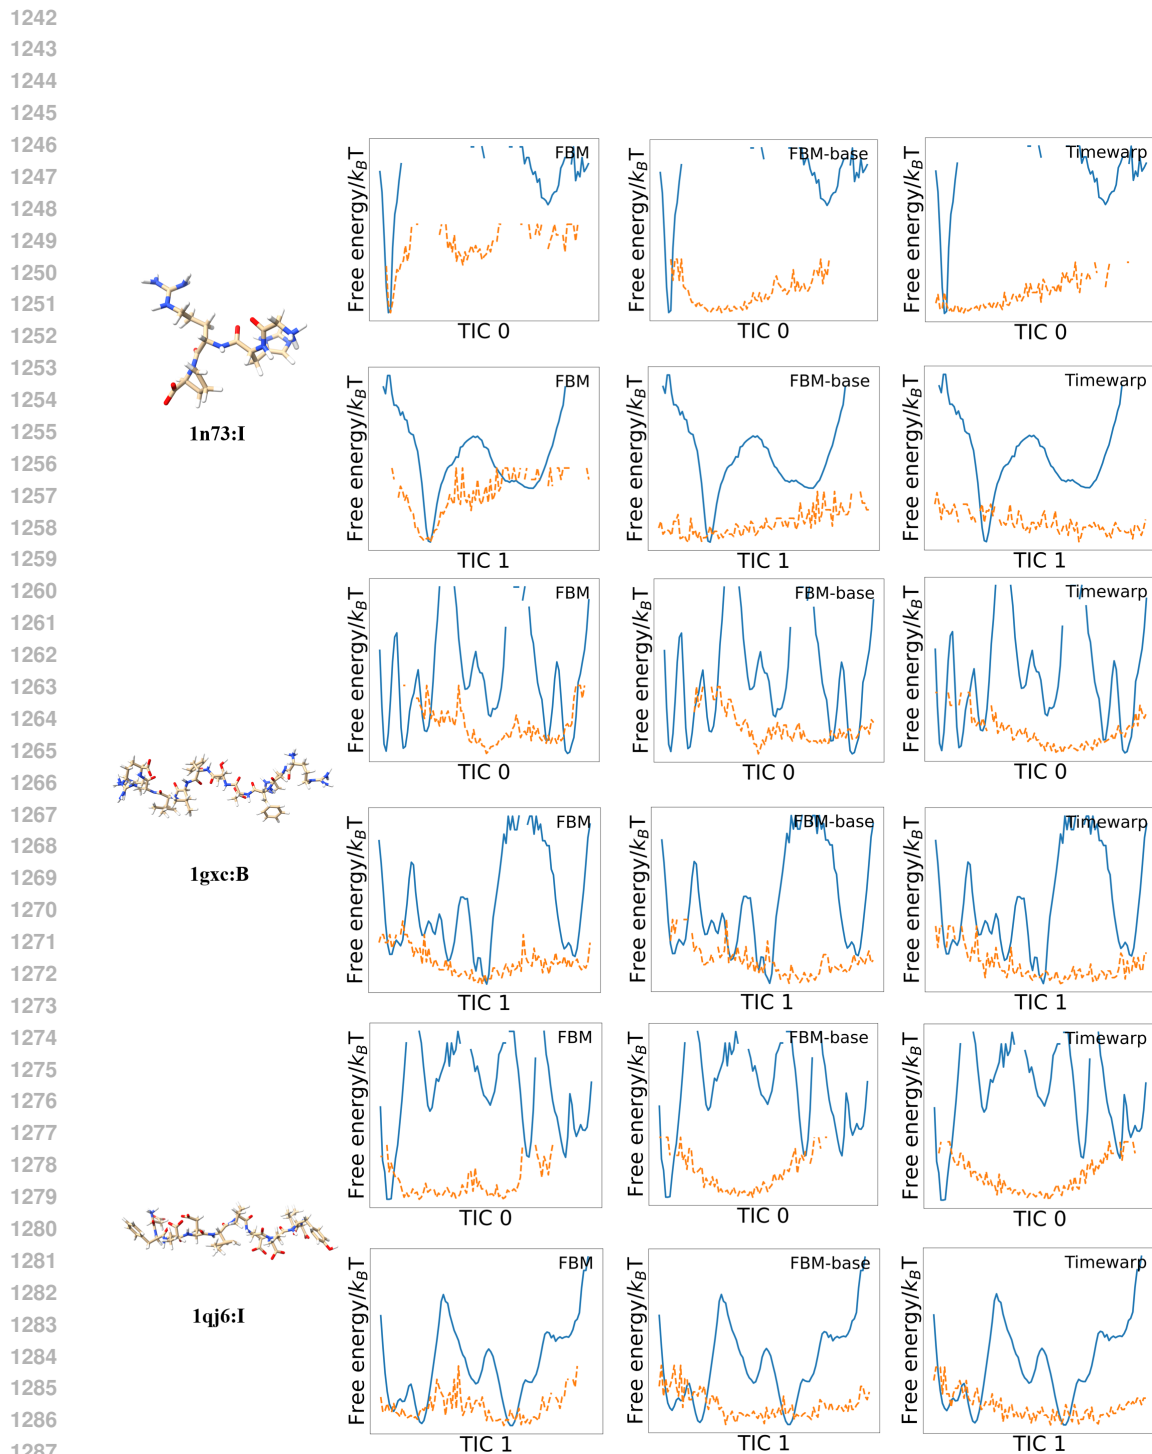 1242
1243
1244
1245
1246
1247
1248
1249
1250
1251
1252
1253
1254
1255
1256
1257
1258
1259
1260
1261
1262
1263
1264
1265
1266
1267
1268
1269
1270
1271
1272
1273
1274
1275
1276
1277
1278
1279
1280
1281
1282
1283
1284
1285
1286
1287
Free energy/k_BT FBM TIC 0
Free energy/k_BT FBM-base TIC 0
Free energy/k_BT Timewarp TIC 0
1n73:I
Free energy/k_BT FBM TIC 1
Free energy/k_BT FBM-base TIC 1
Free energy/k_BT Timewarp TIC 1
Free energy/k_BT FBM TIC 0
Free energy/k_BT FBM-base TIC 0
Free energy/k_BT Timewarp TIC 0
1gxc:B
Free energy/k_BT FBM TIC 1
Free energy/k_BT FBM-base TIC 1
Free energy/k_BT Timewarp TIC 1
Free energy/k_BT FBM TIC 0
Free energy/k_BT FBM-base TIC 0
Free energy/k_BT Timewarp TIC 0
1qj6:I
Free energy/k_BT FBM TIC 1
Free energy/k_BT FBM-base TIC 1
Free energy/k_BT Timewarp TIC 1